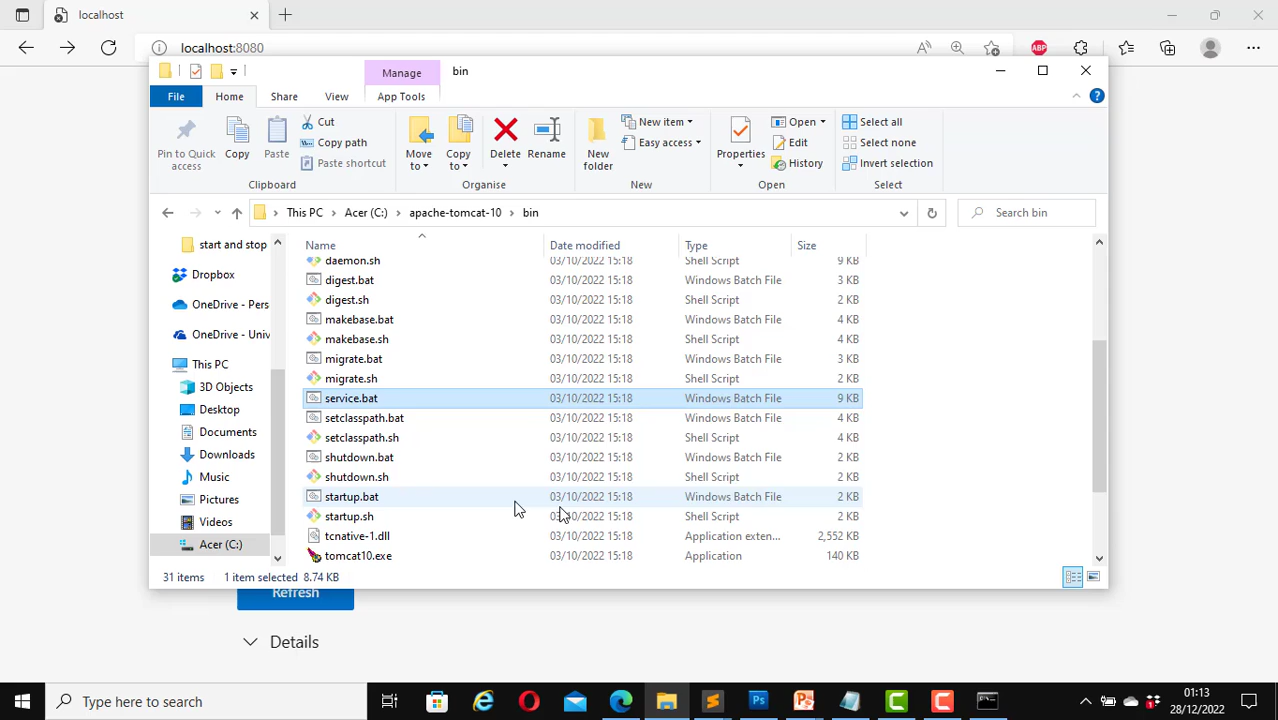 localhost
localhost:8080
Manage
bin
File
Home
Share
View
App Tools
Pin to Quick access
Copy
Paste
Cut
Copy path
Paste shortcut
Clipboard
Move to
Copy to
Delete
Rename
Organise
New folder
New item
Easy access
New
Properties
Open
Edit
History
Open
Select all
Select none
Invert selection
Select
This PC
Acer (C:)
apache-tomcat-10
bin
Search bin
start and stop
Dropbox
OneDrive - Pers
OneDrive - Univ
This PC
3D Objects
Desktop
Documents
Downloads
Music
Pictures
Videos
Acer (C:)
Name Date modified Type Size
daemon.sh 03/10/2022 15:18 Shell Script 9 KB
digest.bat 03/10/2022 15:18 Windows Batch File 3 KB
digest.sh 03/10/2022 15:18 Shell Script 2 KB
makebase.bat 03/10/2022 15:18 Windows Batch File 4 KB
makebase.sh 03/10/2022 15:18 Shell Script 4 KB
migrate.bat 03/10/2022 15:18 Windows Batch File 3 KB
migrate.sh 03/10/2022 15:18 Shell Script 2 KB
service.bat 03/10/2022 15:18 Windows Batch File 9 KB
setclasspath.bat 03/10/2022 15:18 Windows Batch File 4 KB
setclasspath.sh 03/10/2022 15:18 Shell Script 4 KB
shutdown.bat 03/10/2022 15:18 Windows Batch File 2 KB
shutdown.sh 03/10/2022 15:18 Shell Script 2 KB
startup.bat 03/10/2022 15:18 Windows Batch File 2 KB
startup.sh 03/10/2022 15:18 Shell Script 2 KB
tcnative-1.dll 03/10/2022 15:18 Application exten... 2,552 KB
tomcat10.exe 03/10/2022 15:18 Application 140 KB
31 items 1 item selected 8.74 KB
Refresh
Details
Type here to search
01:13
28/12/2022